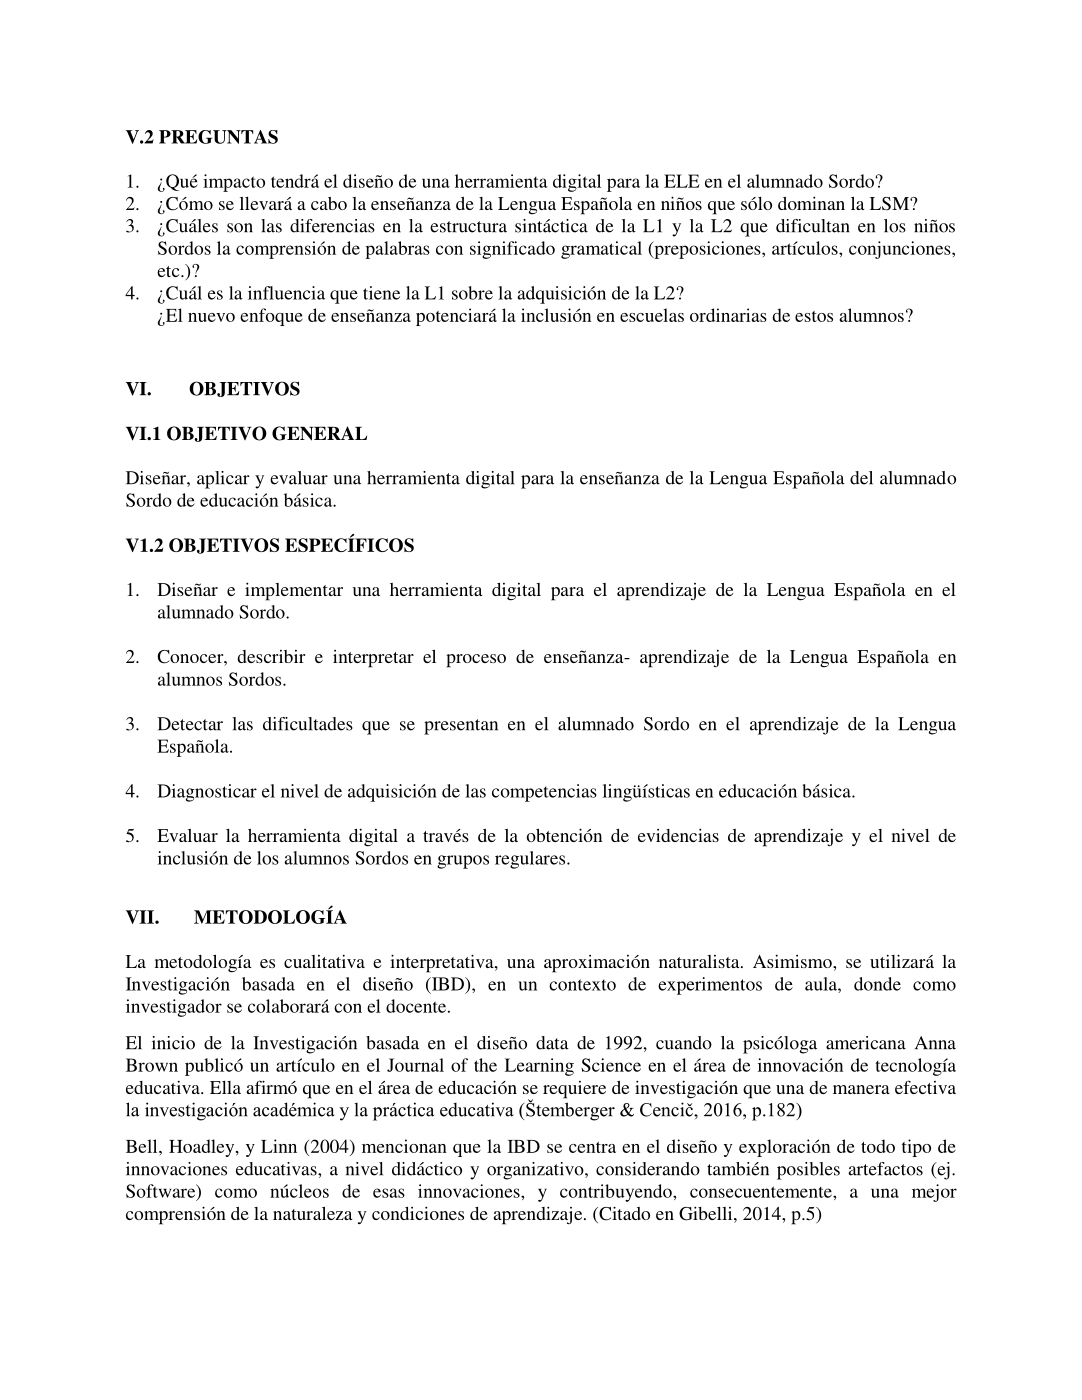 V.2 PREGUNTAS
1. ¿Qué impacto tendrá el diseño de una herramienta digital para la ELE en el alumnado Sordo?
2. ¿Cómo se llevará a cabo la enseñanza de la Lengua Española en niños que sólo dominan la LSM?
3. ¿Cuáles son las diferencias en la estructura sintáctica de la L1 y la L2 que dificultan en los niños
Sordos la comprensión de palabras con significado gramatical (preposiciones, artículos, conjunciones,
etc.)?
4. ¿Cuál es la influencia que tiene la L1 sobre la adquisición de la L2?
¿El nuevo enfoque de enseñanza potenciará la inclusión en escuelas ordinarias de estos alumnos?
VI. OBJETIVOS
VI.1 OBJETIVO GENERAL
Diseñar, aplicar y evaluar una herramienta digital para la enseñanza de la Lengua Española del alumnado
Sordo de educación básica.
V1.2 OBJETIVOS ESPECÍFICOS
1. Diseñar e implementar una herramienta digital para el aprendizaje de la Lengua Española en el
alumnado Sordo.
2. Conocer, describir e interpretar el proceso de enseñanza- aprendizaje de la Lengua Española en
alumnos Sordos.
3. Detectar las dificultades que se presentan en el alumnado Sordo en el aprendizaje de la Lengua
Española.
4. Diagnosticar el nivel de adquisición de las competencias lingüísticas en educación básica.
5. Evaluar la herramienta digital a través de la obtención de evidencias de aprendizaje y el nivel de
inclusión de los alumnos Sordos en grupos regulares.
VII. METODOLOGÍA
La metodología es cualitativa e interpretativa, una aproximación naturalista. Asimismo, se utilizará la
Investigación basada en el diseño (IBD), en un contexto de experimentos de aula, donde como
investigador se colaborará con el docente.
El inicio de la Investigación basada en el diseño data de 1992, cuando la psicóloga americana Anna
Brown publicó un artículo en el Journal of the Learning Science en el área de innovación de tecnología
educativa. Ella afirmó que en el área de educación se requiere de investigación que una de manera efectiva
la investigación académica y la práctica educativa (Štemberger & Cencič, 2016, p.182)
Bell, Hoadley, y Linn (2004) mencionan que la IBD se centra en el diseño y exploración de todo tipo de
innovaciones educativas, a nivel didáctico y organizativo, considerando también posibles artefactos (ej.
Software) como núcleos de esas innovaciones, y contribuyendo, consecuentemente, a una mejor
comprensión de la naturaleza y condiciones de aprendizaje. (Citado en Gibelli, 2014, p.5)